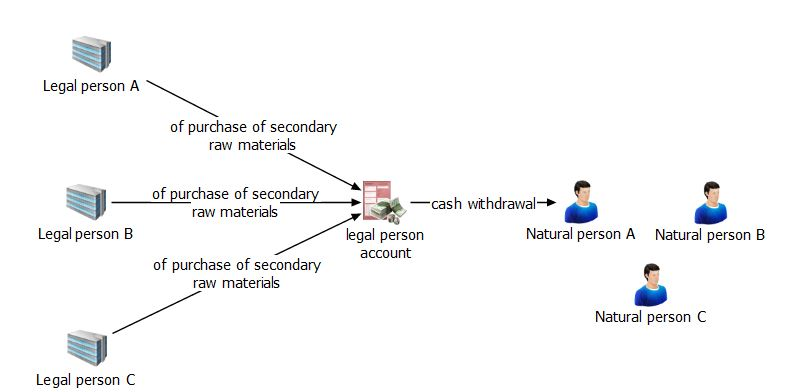 Legal person A
of purchase of secondary
raw materials
Legal person B
of purchase of secondary
raw materials
legal person
account
cash withdrawal
Natural person A
Natural person B
of purchase of secondary
raw materials
Natural person C
Legal person C